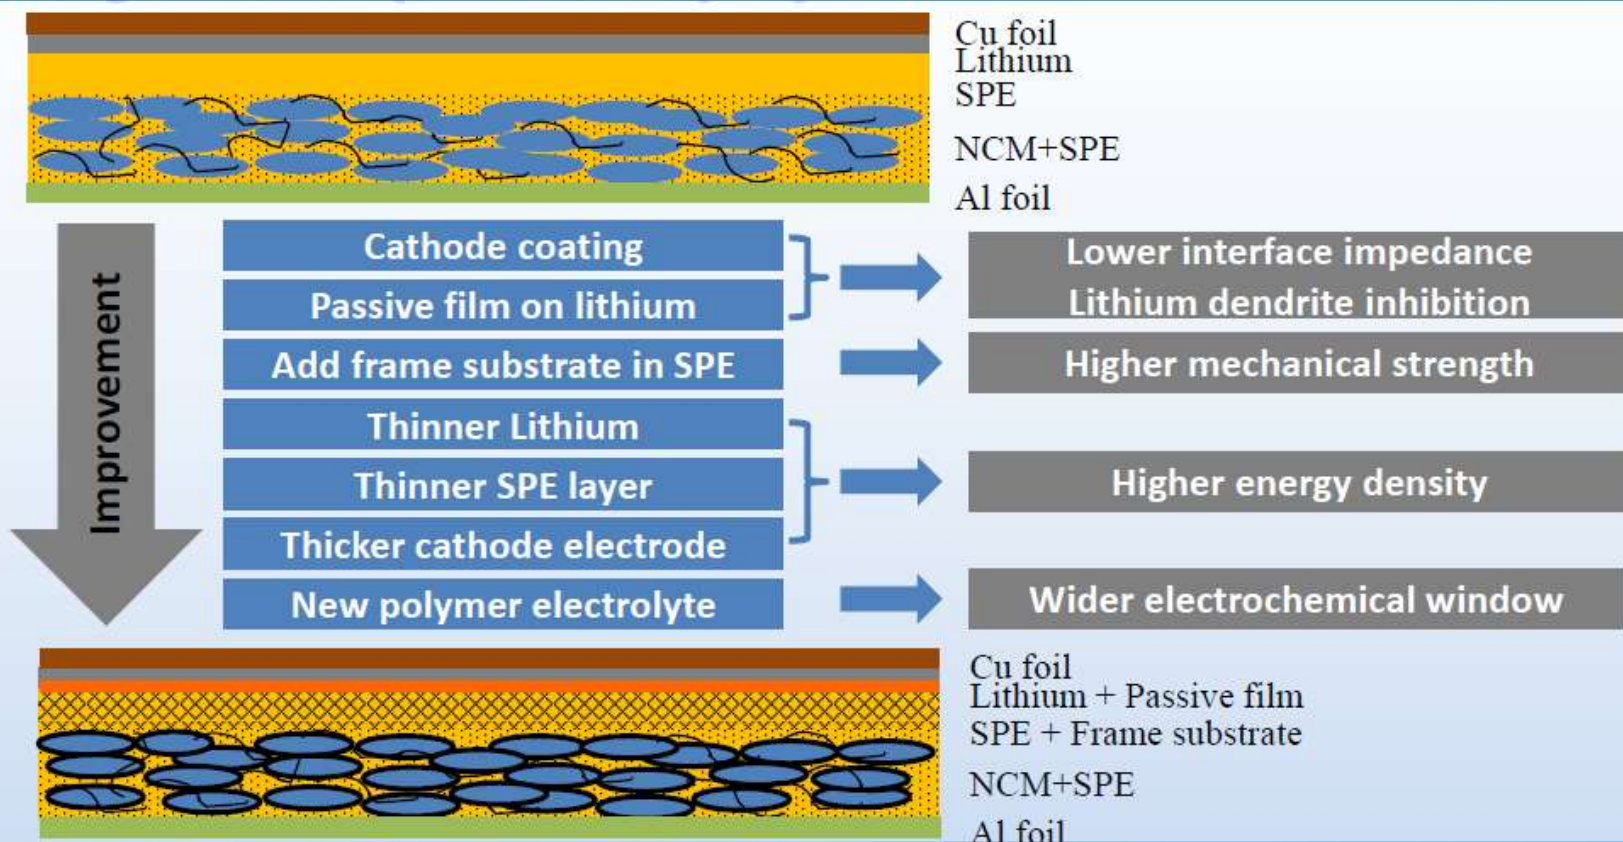 Cu foil
Lithium
SPE
NCM+SPE
Al foil
Improvement
Cathode coating
Passive film on lithium
Add frame substrate in SPE
Thinner Lithium
Thinner SPE layer
Thicker cathode electrode
New polymer electrolyte
Lower interface impedance
Lithium dendrite inhibition
Higher mechanical strength
Higher energy density
Wider electrochemical window
Cu foil
Lithium + Passive film
SPE + Frame substrate
NCM+SPE
Al foil